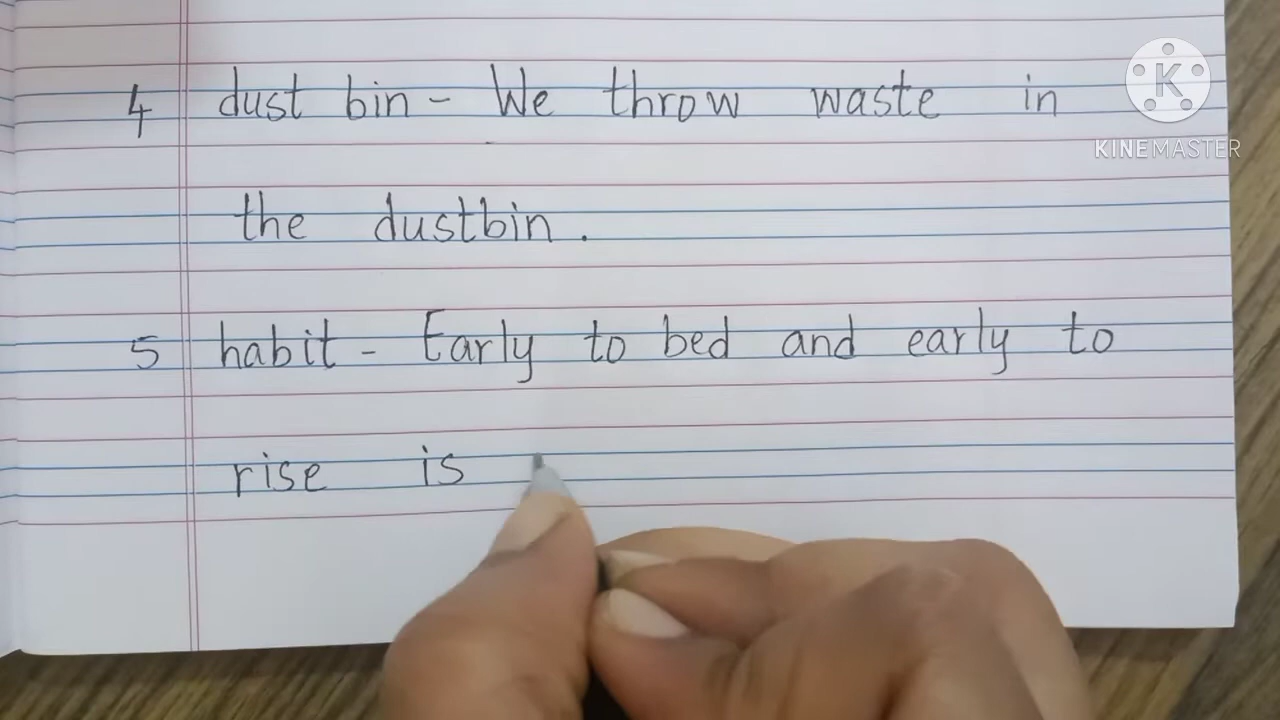 4 dust bin - We throw waste in
the dustbin.
5 habit - Early to bed and early to
rise is
KINEMASTER